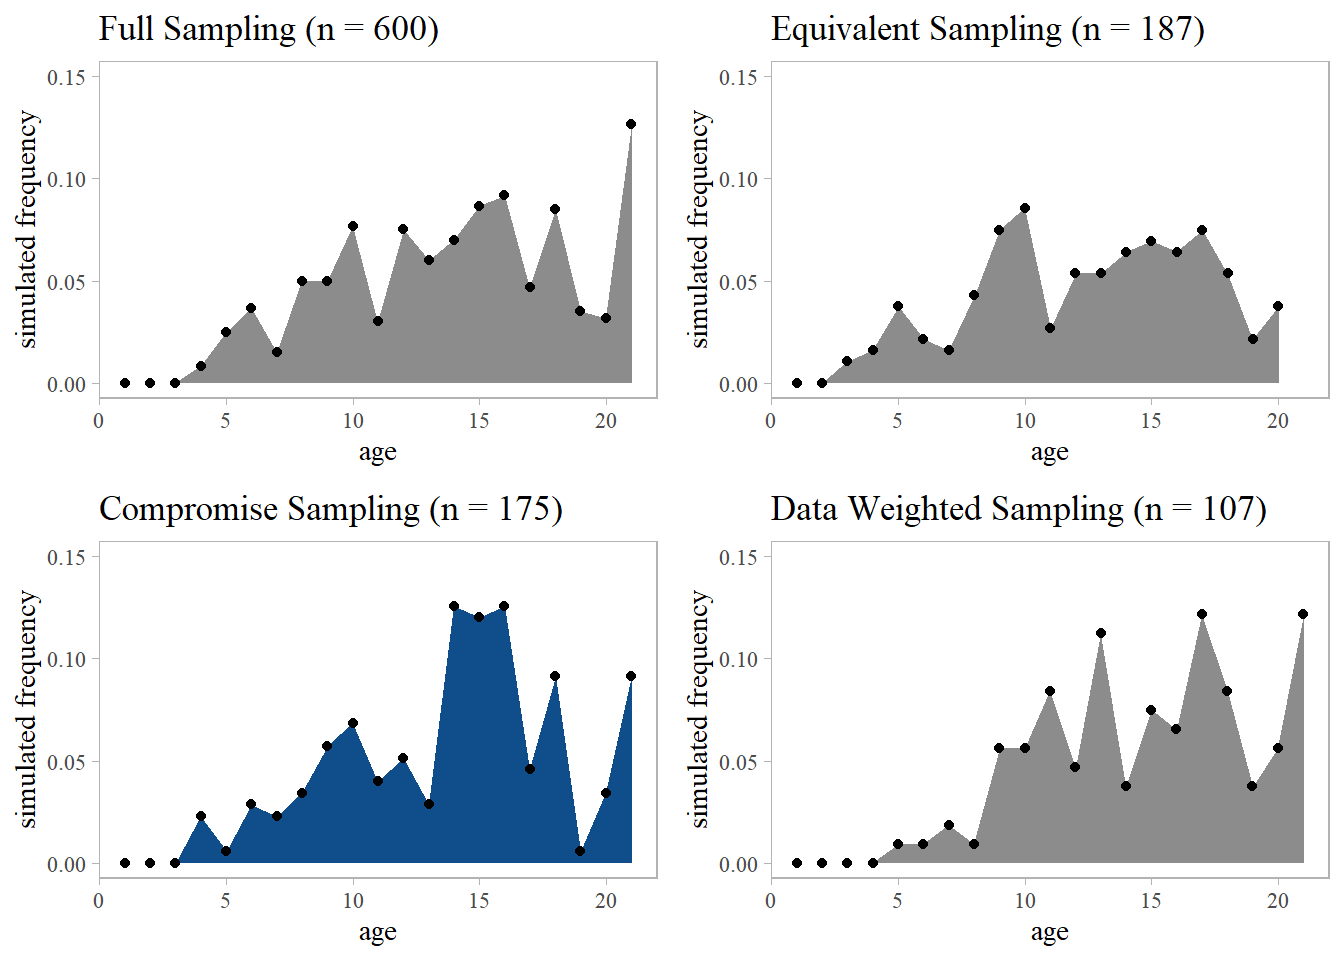 Full Sampling (n = 600)
simulated frequency
0.15
0.10
0.05
0.00
0 5 10 15 20
age
Equivalent Sampling (n = 187)
simulated frequency
0.15
0.10
0.05
0.00
0 5 10 15 20
age
Compromise Sampling (n = 175)
simulated frequency
0.15
0.10
0.05
0.00
0 5 10 15 20
age
Data Weighted Sampling (n = 107)
simulated frequency
0.15
0.10
0.05
0.00
0 5 10 15 20
age